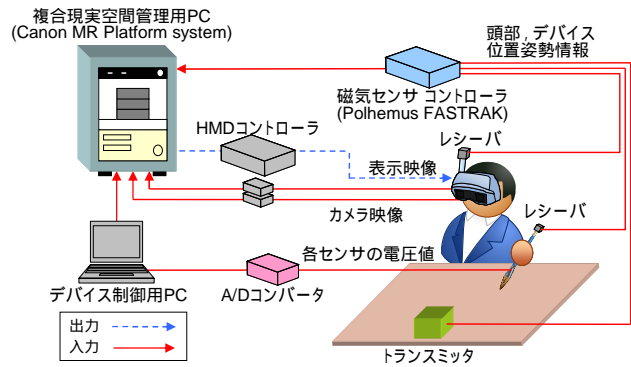 複合現実空間管理用PC
(Canon MR Platform system)
頭部,デバイス
位置姿勢情報
磁気センサ コントローラ
(Polhemus FASTRAK)
HMDコントローラ
レシーバ
表示映像
カメラ映像
レシーバ
各センサの電圧値
デバイス制御用PC
A/Dコンバータ
出力
入力
トランスミッタ